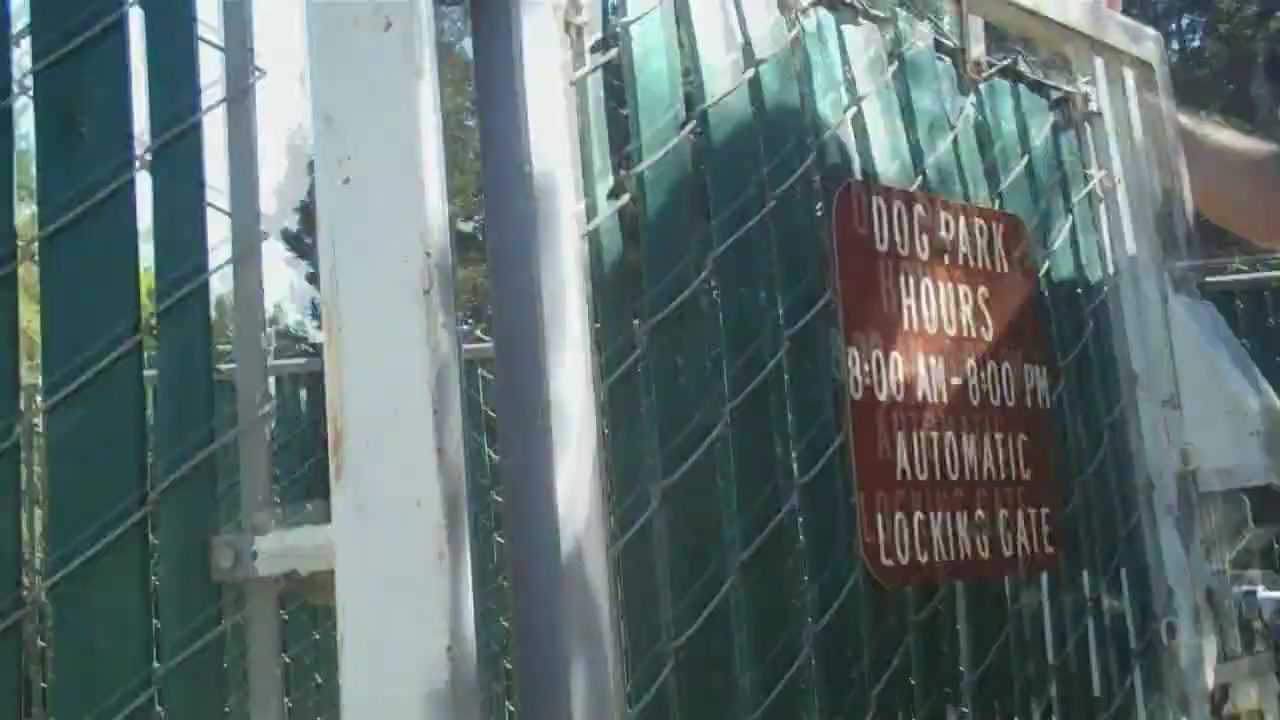 DOG PARK
HOURS
8:00 AM-8:00 PM
AUTOMATIC
LOCKING GATE